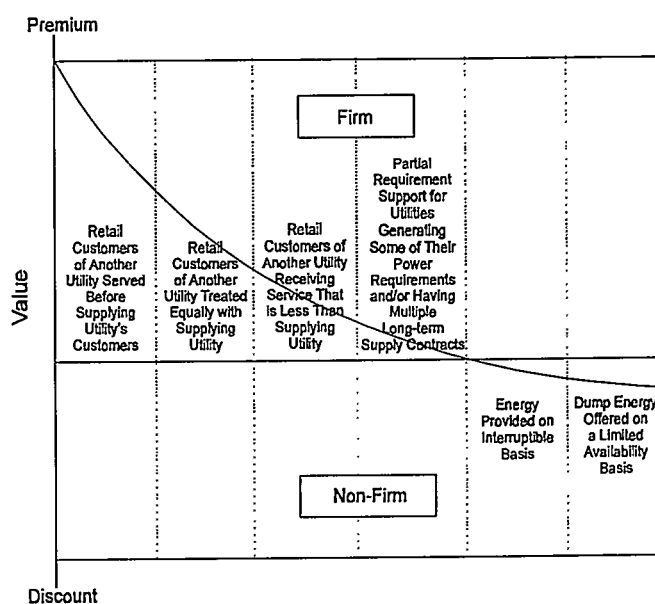 Premium
Firm
Value
Retail
Customers
of Another
Utility Served
Before
Supplying
Utility's
Customers
Retail
Customers
of Another
Utility Treated
Equally with
Supplying
Utility
Retail
Customers of
Another Utility
Receiving
Service That
is Less Than
Supplying
Utility
Partial
Requirement
Support for
Utilities
Generating
Some of Their
Power
Requirements
and/or Having
Multiple
Long-term
Supply Contracts
Energy
Provided on
Interruptible
Basis
Dump Energy
Offered on
a Limited
Availability
Basis
Non-Firm
Discount